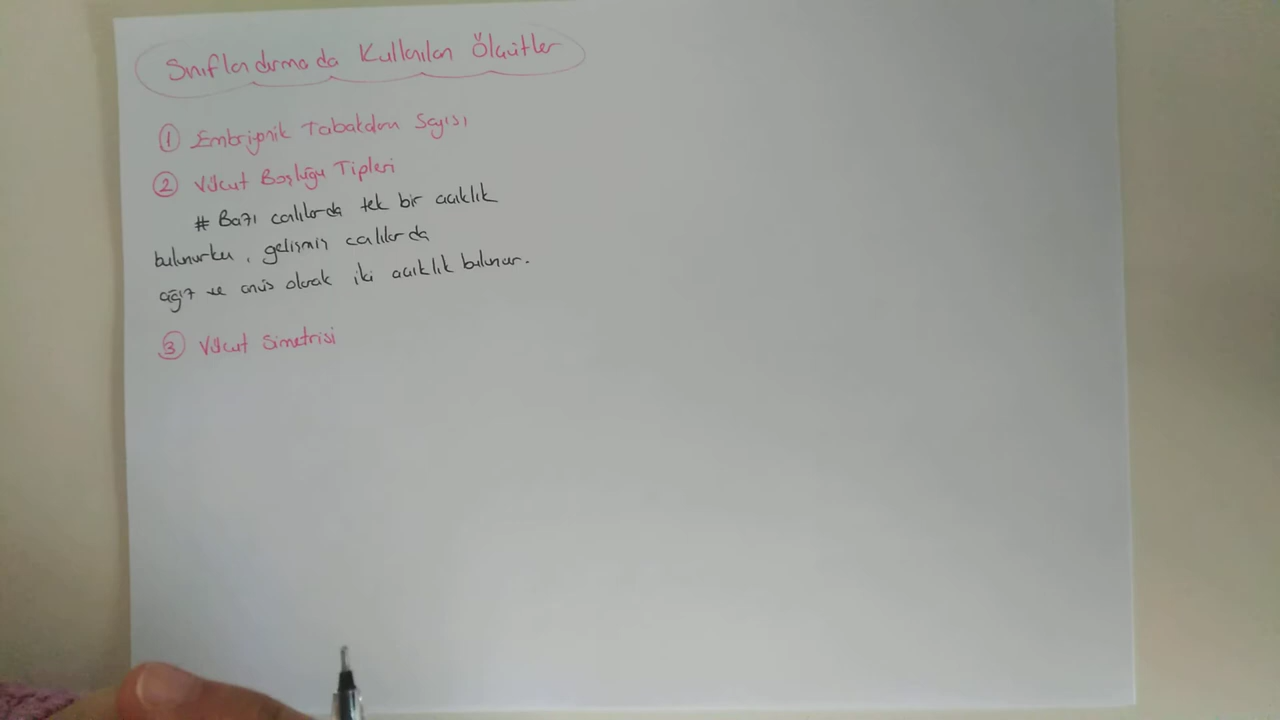 Sınıflandırmada Kullanılan Ölçütler
① Embriyonik Tabakaların Sayısı
② Vücut Boşluğu Tipleri
# Bazı canlılarda tek bir açıklık
bulunurken, gelişmiş canlılarda
ağız ve anüs olarak iki açıklık bulunur.
③ Vücut Simetrisi